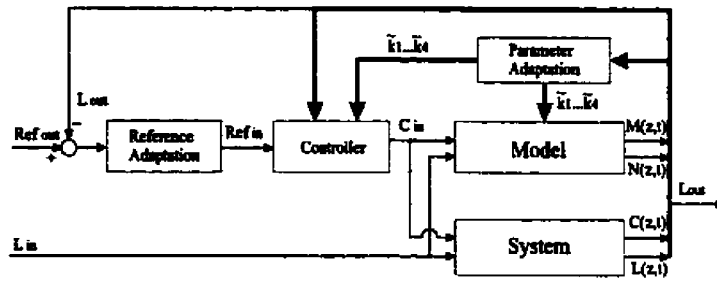 k̃1...k̃4
Parameter
Adaptation
L out
−
k̃1...k̃4
Ref out
+
Reference
Adaptation
Ref in
Controller
C in
Model
M(z,t)
N(z,t)
Lout
L in
System
C(z,t)
L(z,t)